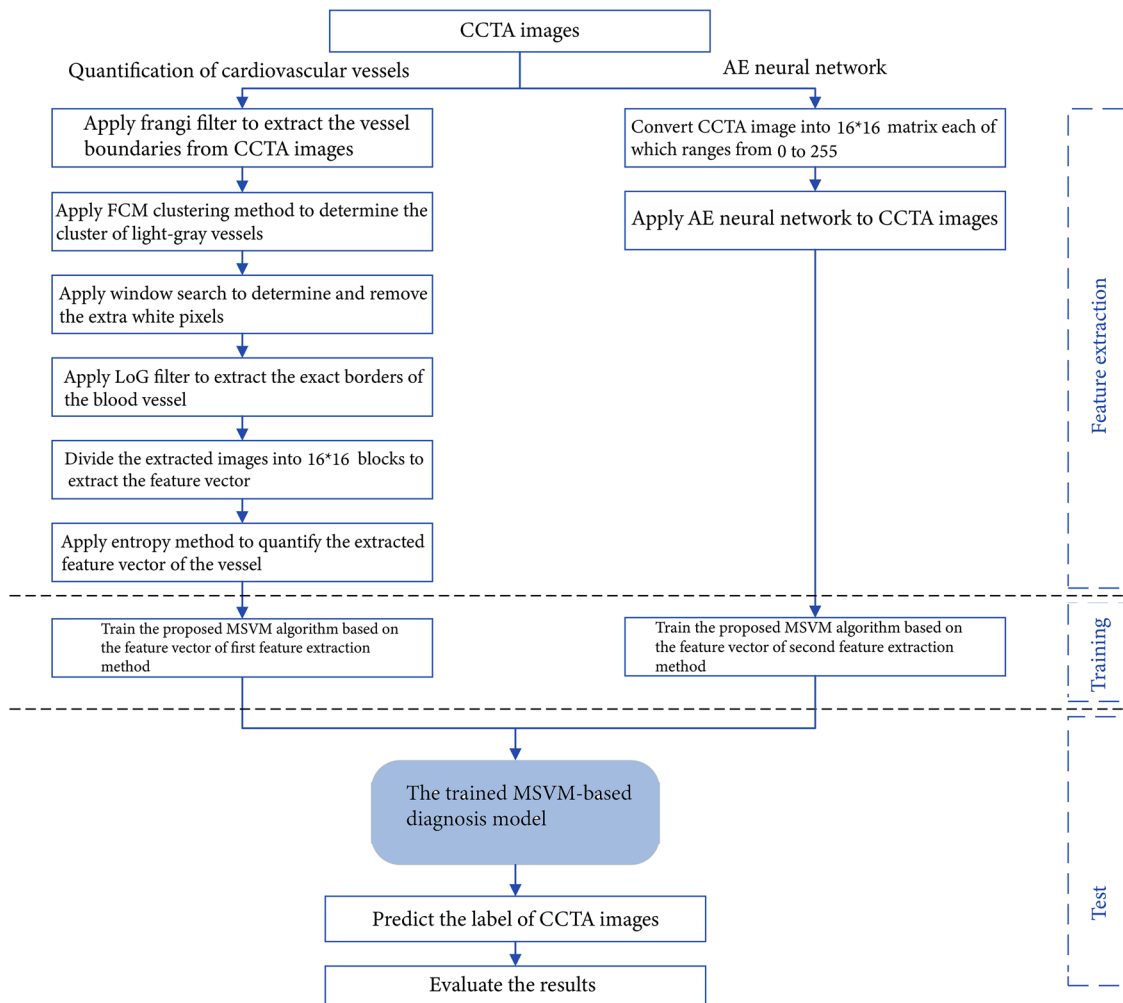 CCTA images
Quantification of cardiovascular vessels
AE neural network
Apply frangi filter to extract the vessel
boundaries from CCTA images
Apply FCM clustering method to determine the
cluster of light-gray vessels
Apply window search to determine and remove
the extra white pixels
Apply LoG filter to extract the exact borders of
the blood vessel
Divide the extracted images into 16*16 blocks to
extract the feature vector
Apply entropy method to quantify the extracted
feature vector of the vessel
Convert CCTA image into 16*16 matrix each of
which ranges from 0 to 255
Apply AE neural network to CCTA images
Feature extraction
Train the proposed MSVM algorithm based on
the feature vector of first feature extraction
method
Train the proposed MSVM algorithm based on
the feature vector of second feature extraction
method
Training
The trained MSVM-based
diagnosis model
Predict the label of CCTA images
Evaluate the results
Test